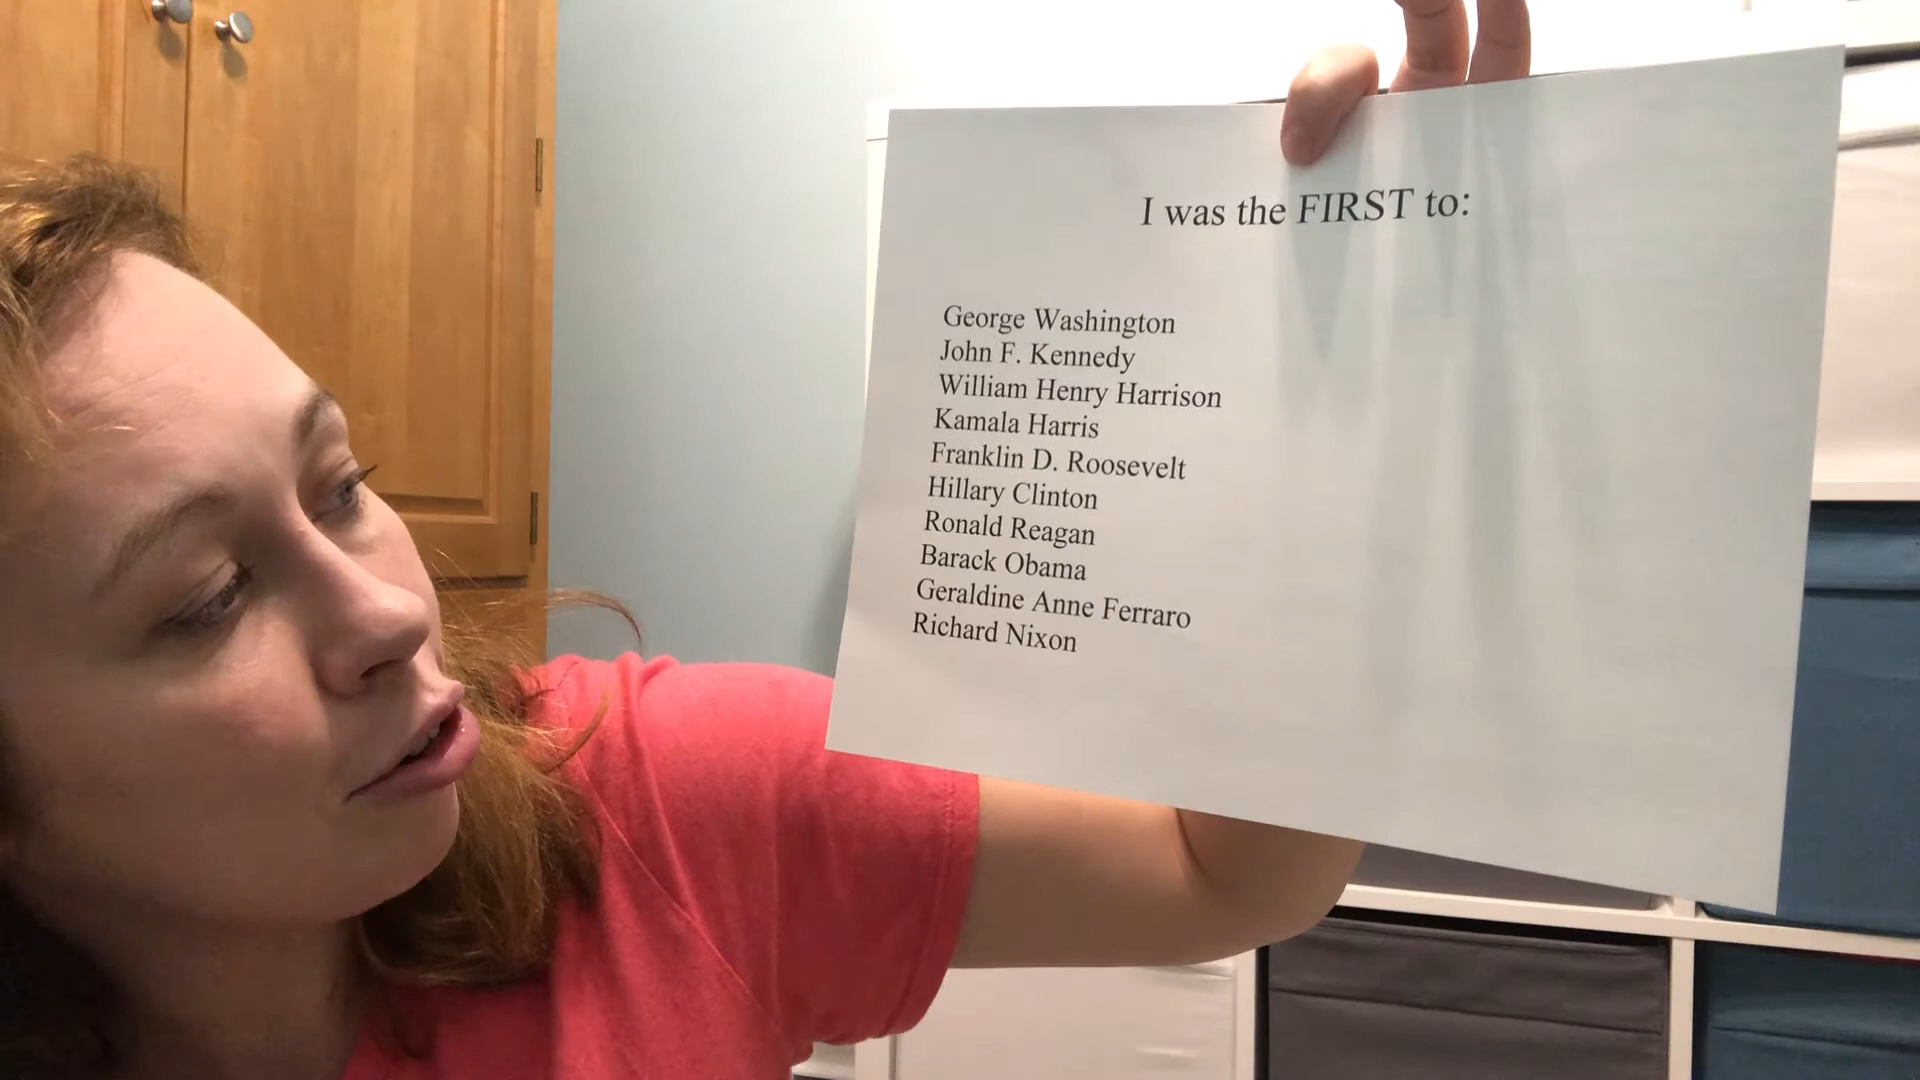 I was the FIRST to:
George Washington
John F. Kennedy
William Henry Harrison
Kamala Harris
Franklin D. Roosevelt
Hillary Clinton
Ronald Reagan
Barack Obama
Geraldine Anne Ferraro
Richard Nixon